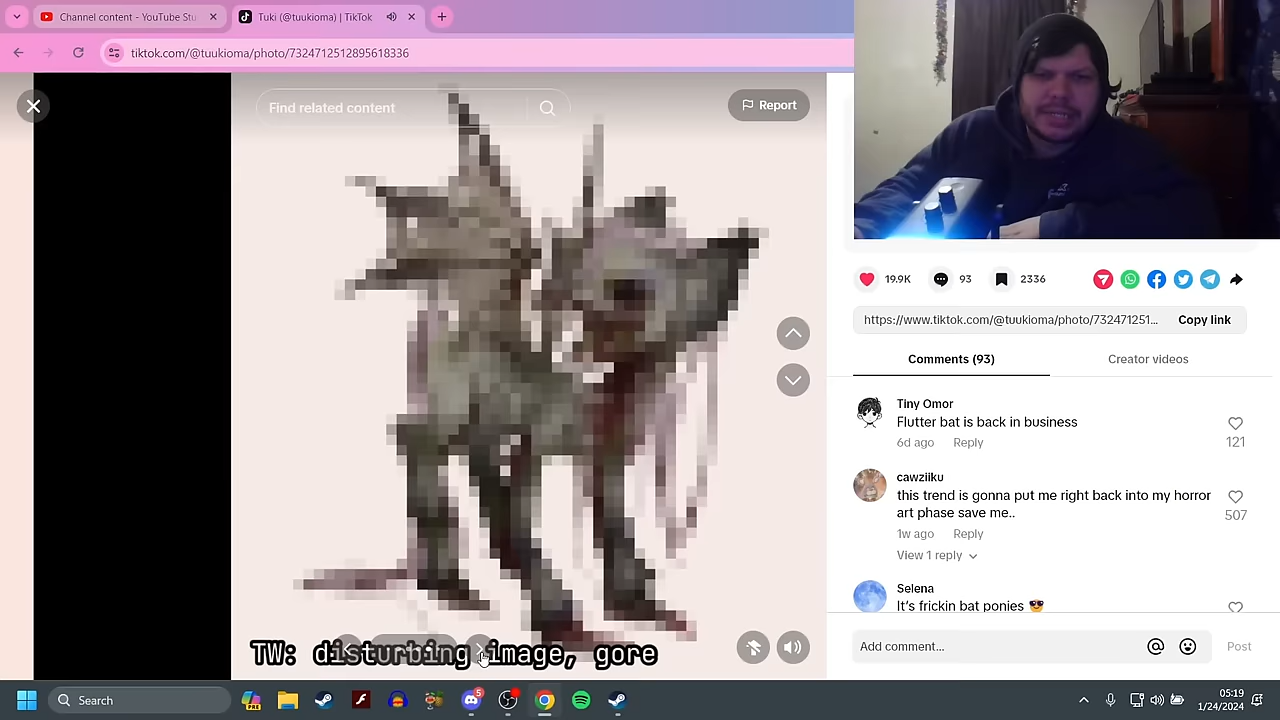 Channel content - YouTube Stu
Tuki (@tuukioma) | TikTok
tiktok.com/@tuukioma/photo/7324712512895618336
Find related content
Report
19.9K
93
2336
https://www.tiktok.com/@tuukioma/photo/732471251...
Copy link
Comments (93)
Creator videos
Tiny Omor
Flutter bat is back in business
121
6d ago
Reply
cawziiku
this trend is gonna put me right back into my horror
art phase save me..
507
1w ago
Reply
View 1 reply
Selena
It's frickin bat ponies 😎
TW: disturbing image, gore
Add comment...
Post
Search
PRE
5
05:19
1/24/2024